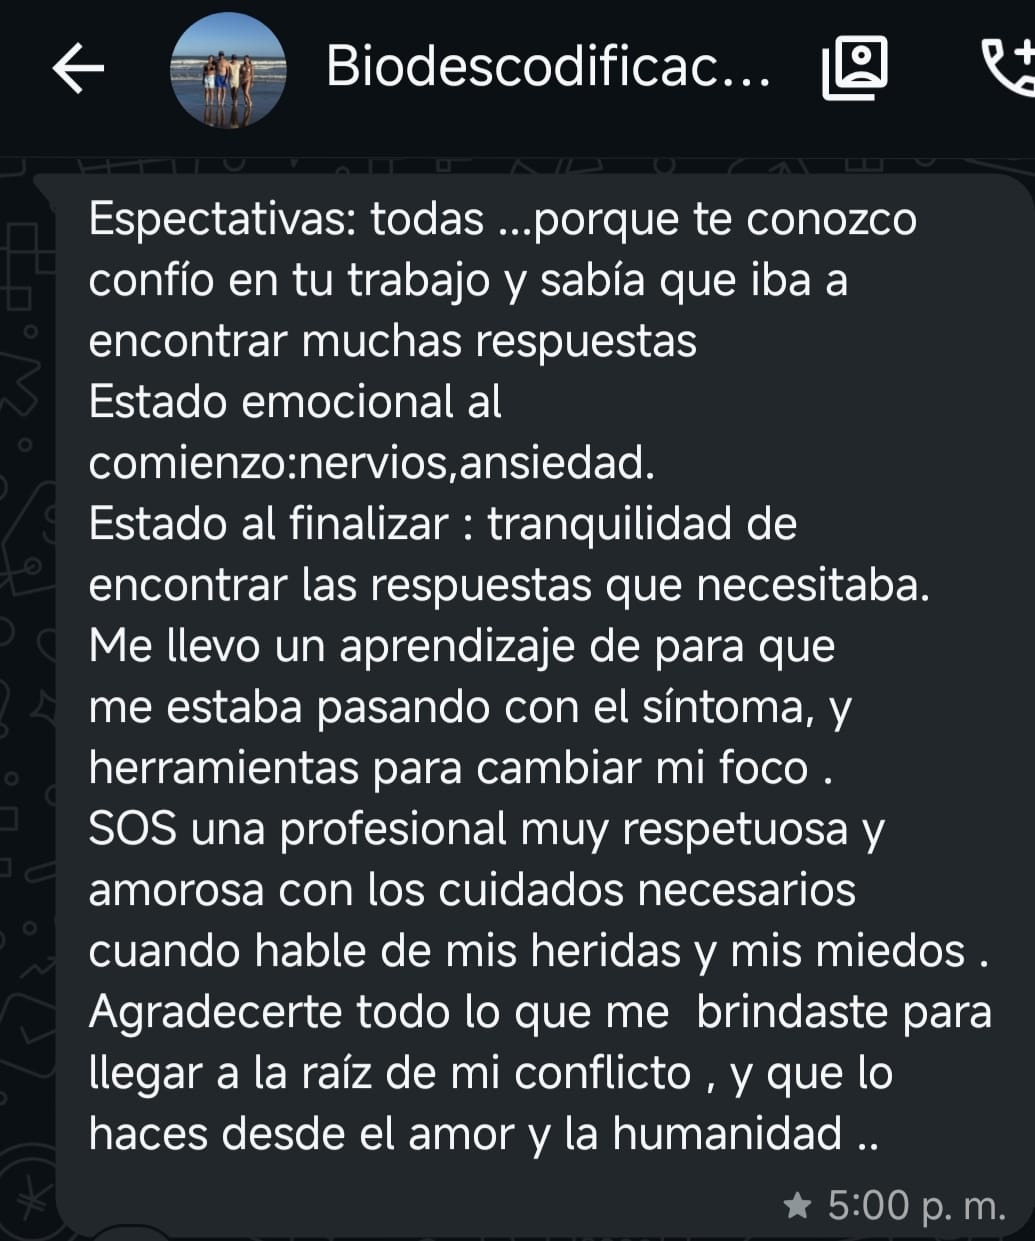 Biodescodificac...
Espectativas: todas ...porque te conozco
confío en tu trabajo y sabía que iba a
encontrar muchas respuestas
Estado emocional al
comienzo:nervios,ansiedad.
Estado al finalizar : tranquilidad de
encontrar las respuestas que necesitaba.
Me llevo un aprendizaje de para que
me estaba pasando con el síntoma, y
herramientas para cambiar mi foco .
SOS una profesional muy respetuosa y
amorosa con los cuidados necesarios
cuando hable de mis heridas y mis miedos .
Agradecerte todo lo que me  brindaste para
llegar a la raíz de mi conflicto , y que lo
haces desde el amor y la humanidad ..
5:00 p. m.